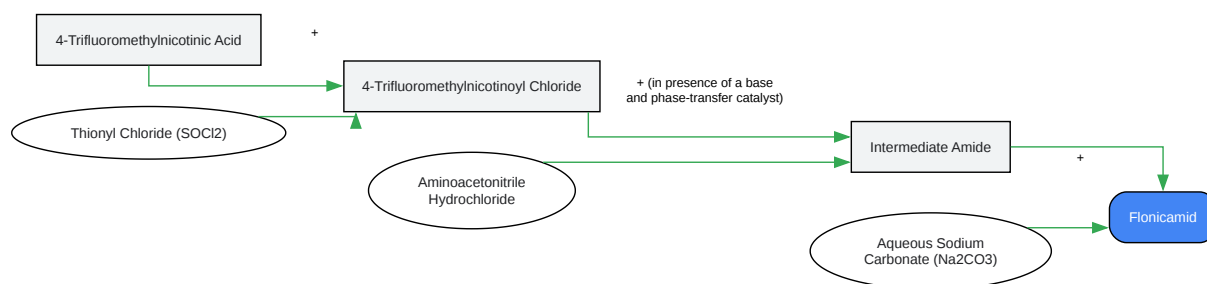 4-Trifluoromethylnicotinic Acid
+
4-Trifluoromethylnicotinoyl Chloride
+ (in presence of a base
and phase-transfer catalyst)
Thionyl Chloride (SOCl2)
Intermediate Amide
+
Aminoacetonitrile
Hydrochloride
Flonicamid
Aqueous Sodium
Carbonate (Na2CO3)